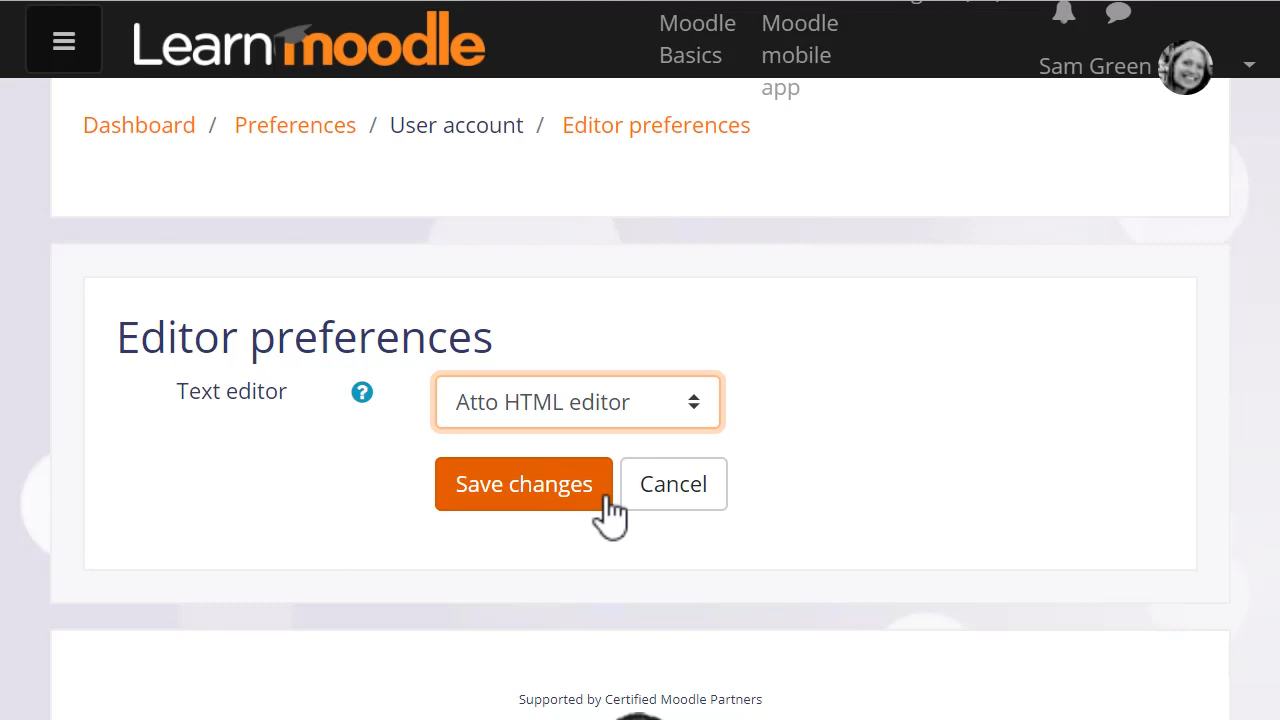 Learn moodle
Moodle Basics
Moodle mobile app
Sam Green
Dashboard / Preferences / User account / Editor preferences
Editor preferences
Text editor
?
Atto HTML editor
Save changes
Cancel
Supported by Certified Moodle Partners